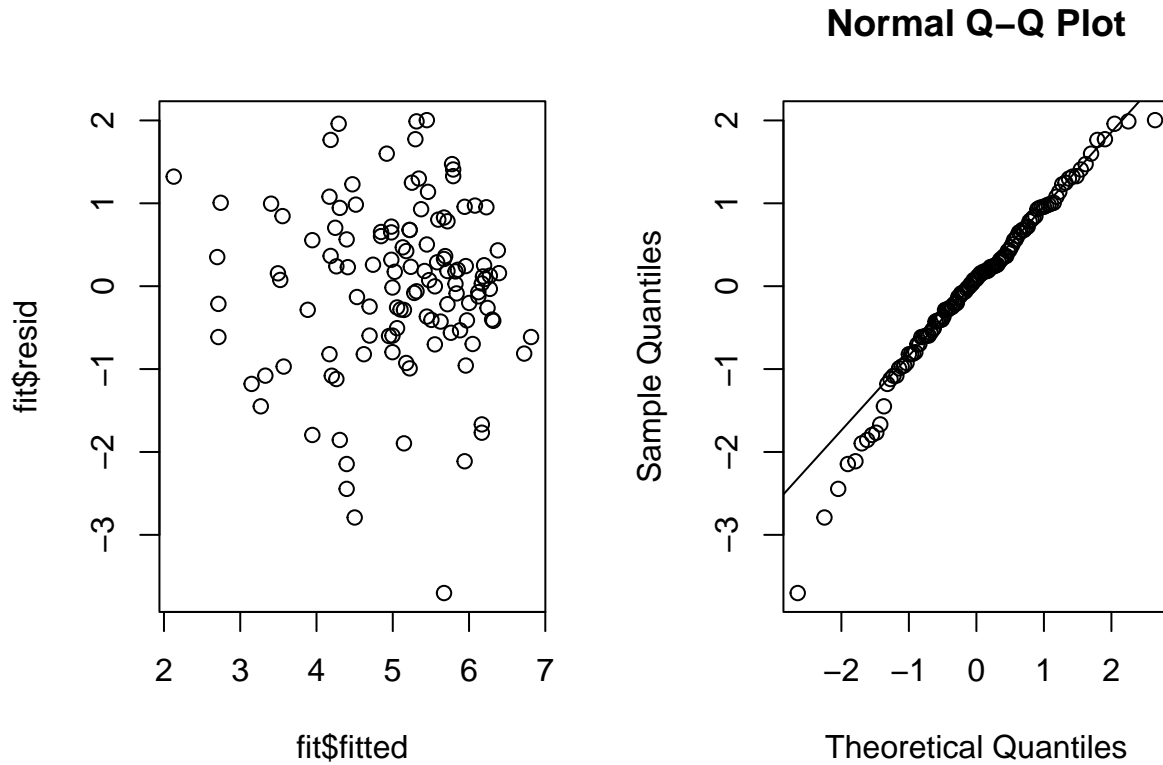 fit$resid
2
1
0
−1
−2
−3
2 3 4 5 6 7
fit$fitted
Normal Q−Q Plot
Sample Quantiles
2
1
0
−1
−2
−3
−2 −1 0 1 2
Theoretical Quantiles